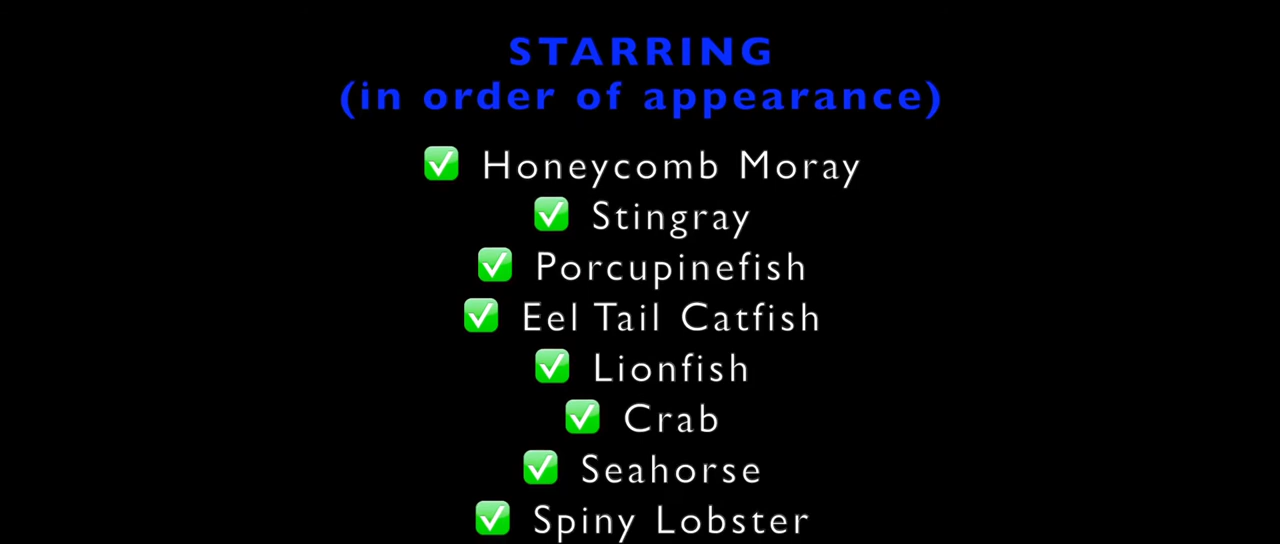 STARRING
(in order of appearance)
✅ Honeycomb Moray
✅ Stingray
✅ Porcupinefish
✅ Eel Tail Catfish
✅ Lionfish
✅ Crab
✅ Seahorse
✅ Spiny Lobster